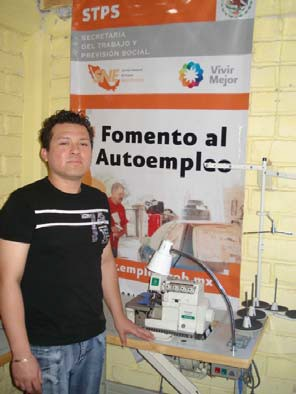 STPS
SECRETARÍA
DEL TRABAJO Y
PREVISIÓN SOCIAL
Vivir
Mejor
Fomento al
Autoempleo